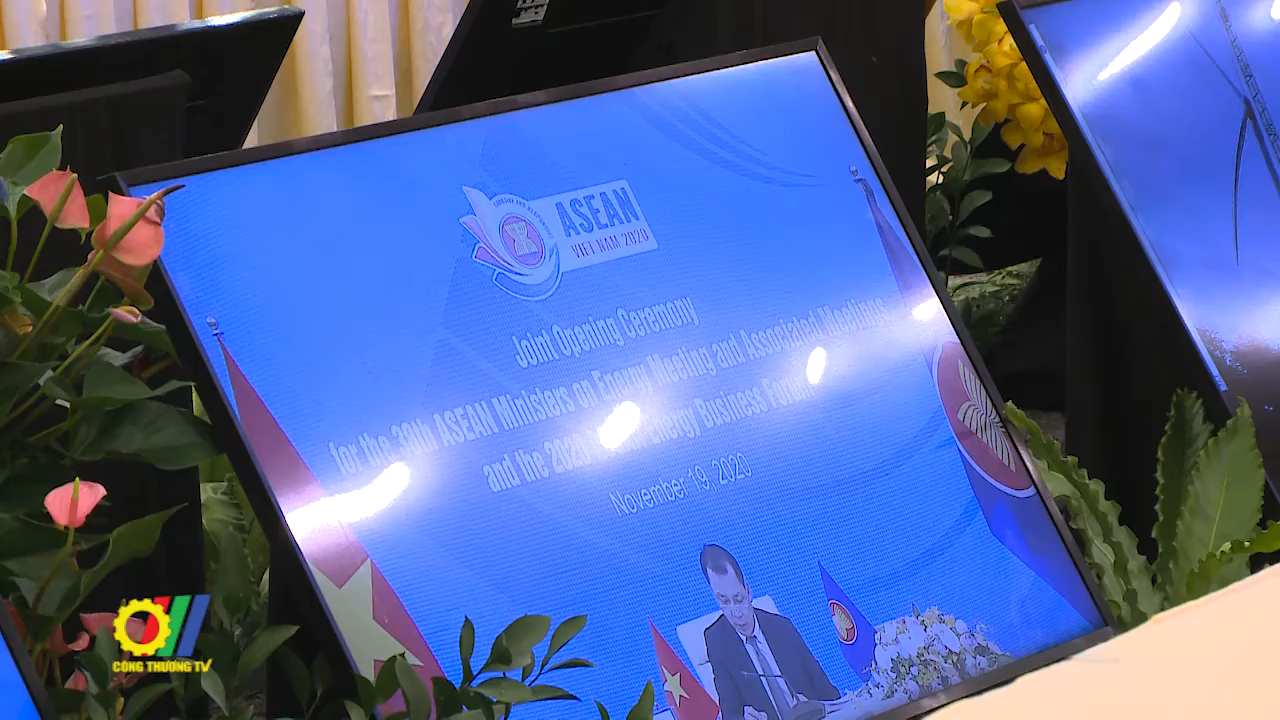 ASEAN
VIET NAM 2020
Joint Opening Ceremony
for the 38th ASEAN Ministers on Energy Meeting and Associated Meetings
and the 2020 Energy Business Forum
November 19, 2020
CÔNG THƯƠNG TV